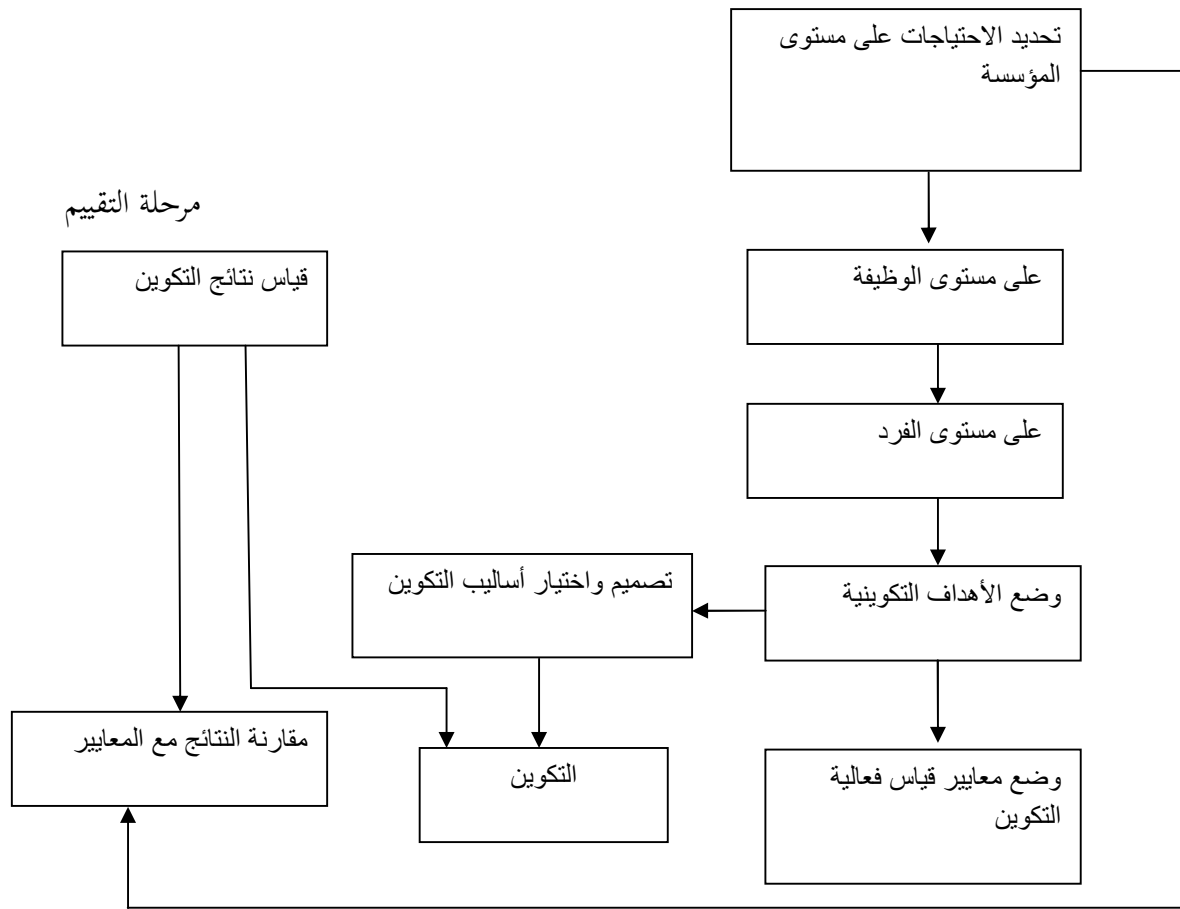 تحديد الاحتياجات على مستوى
المؤسسة
مرحلة التقييم
قياس نتائج التكوين
على مستوى الوظيفة
على مستوى الفرد
تصميم واختيار أساليب التكوين
وضع الأهداف التكوينية
مقارنة النتائج مع المعايير
التكوين
وضع معايير قياس فعالية
التكوين